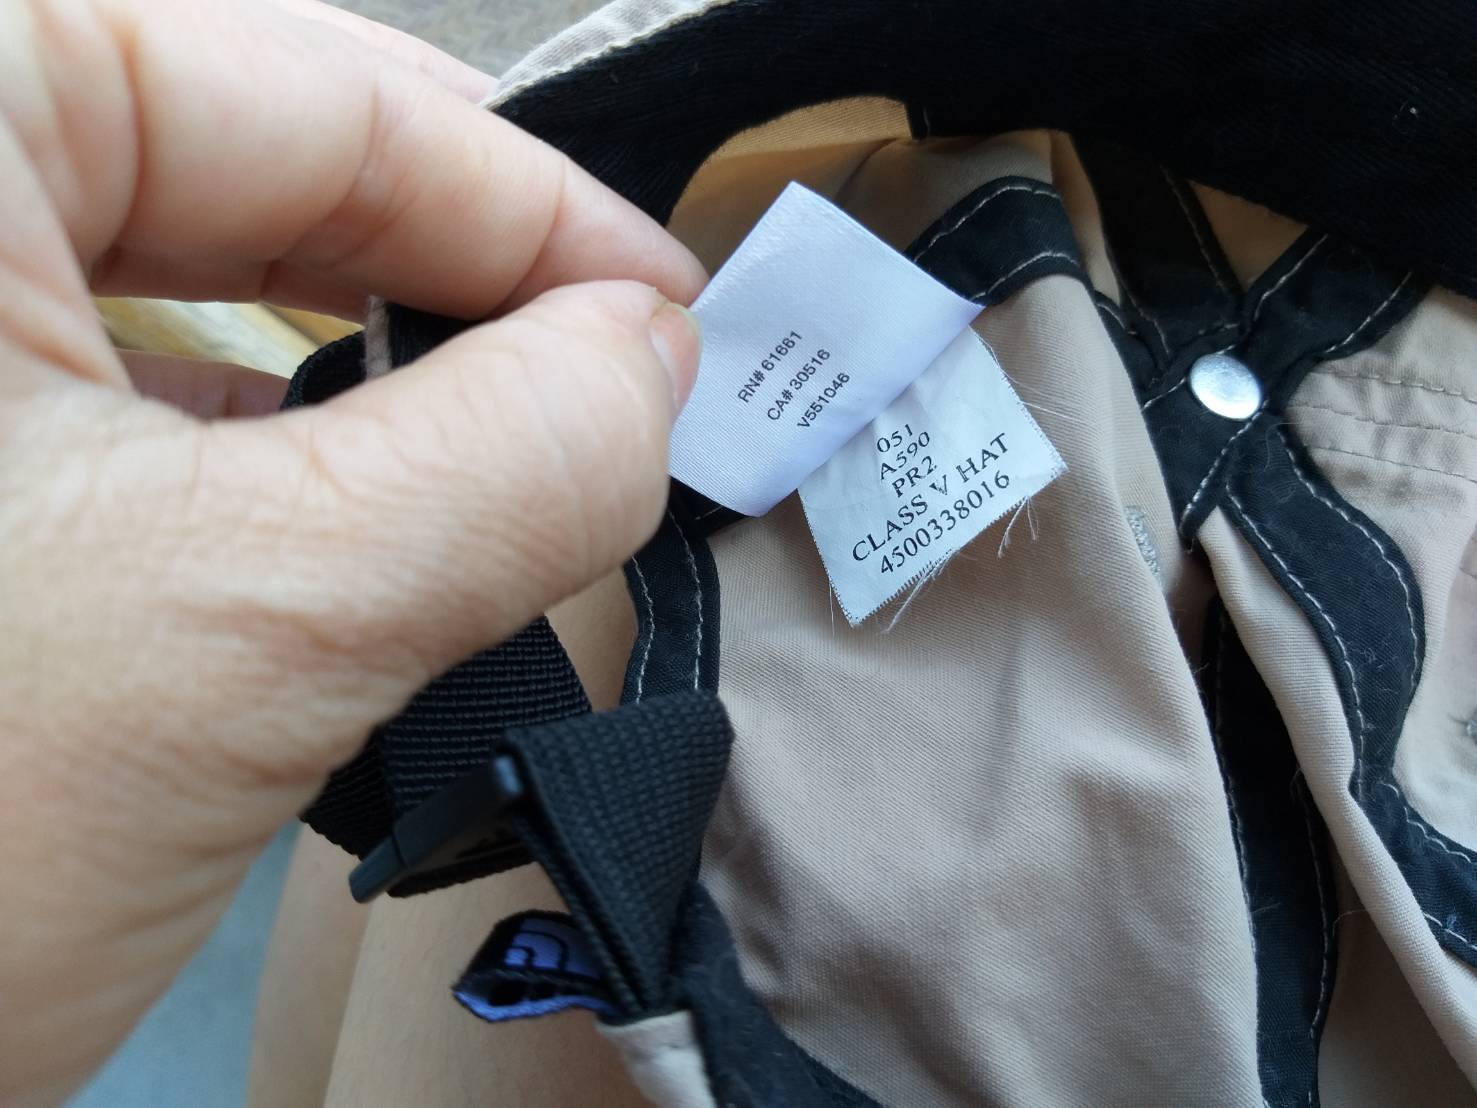 RN# 61661
CA# 30516
V551046
051
A590
PR2
CLASS V HAT
4500338016